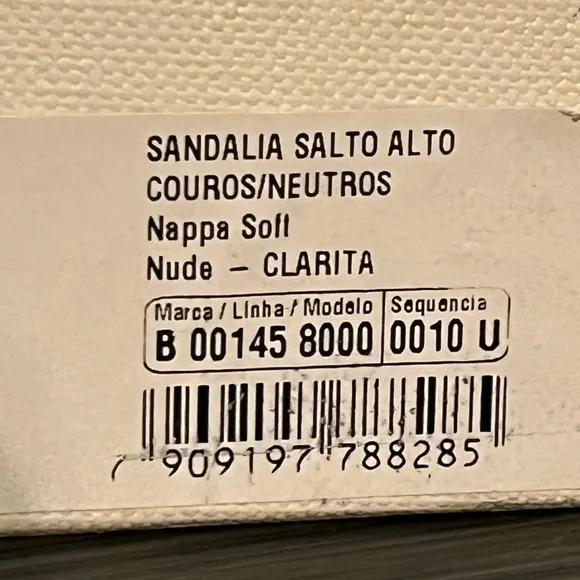 SANDALIA SALTO ALTO
COUROS/NEUTROS
Nappa Soft
Nude - CLARITA
Marca / Linha / Modelo Sequencia
B 00145 8000 0010 U
7 909197 788285